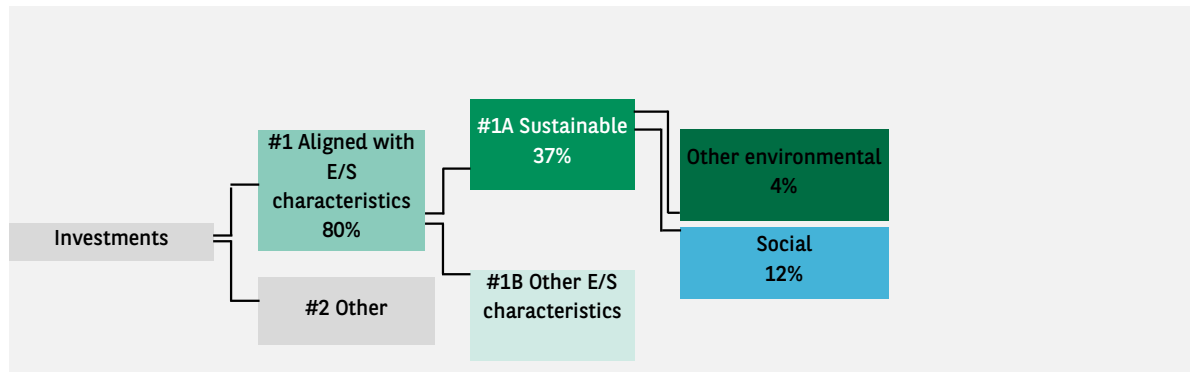 Investments
#1 Aligned with
E/S
characteristics
80%
#2 Other
#1A Sustainable
37%
#1B Other E/S
characteristics
Other environmental
4%
Social
12%